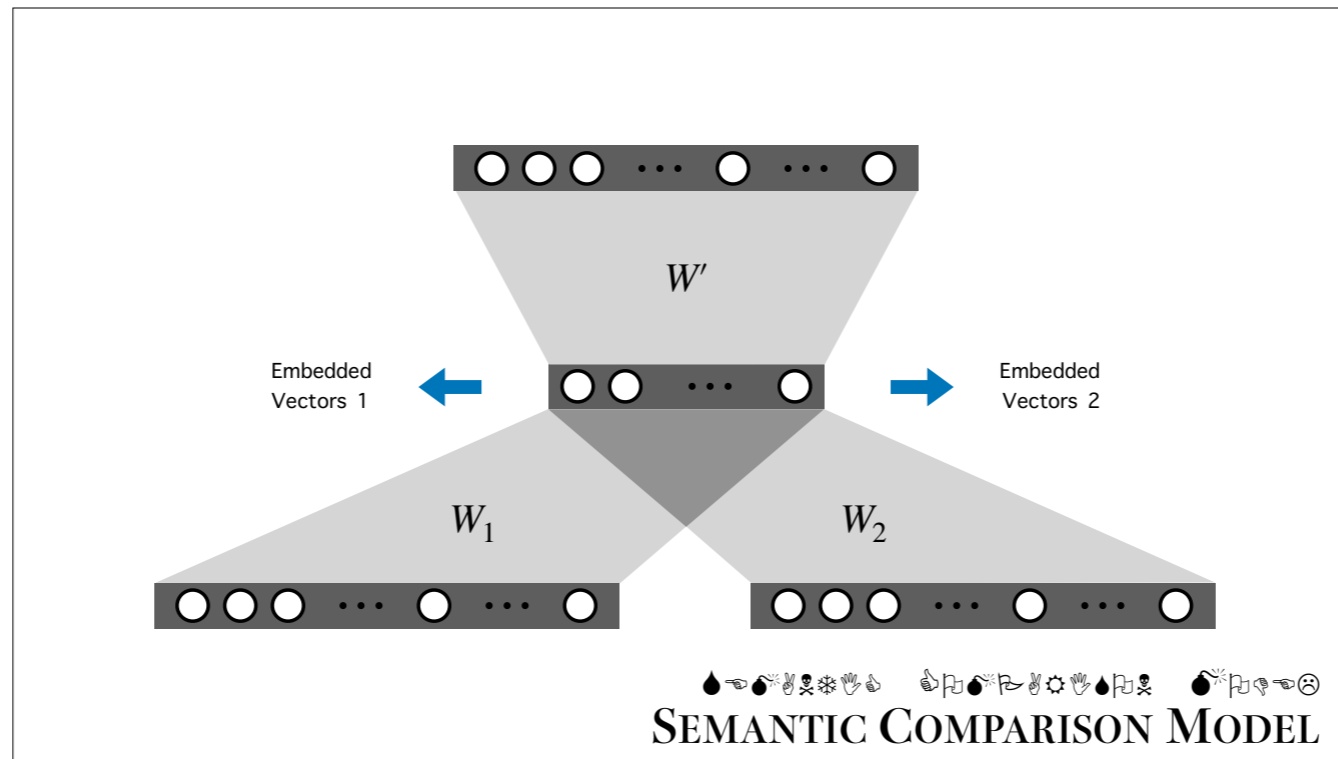 • • • • • •
W′
Embedded
Vectors 1
• • •
Embedded
Vectors 2
W₁
W₂
• • • • • •
• • • • • •
💧☜💣✌☠❄✋👍 👍⚐💣🏱✌☼✋💧⚐☠ 💣⚐👎☜☹
SEMANTIC COMPARISON MODEL